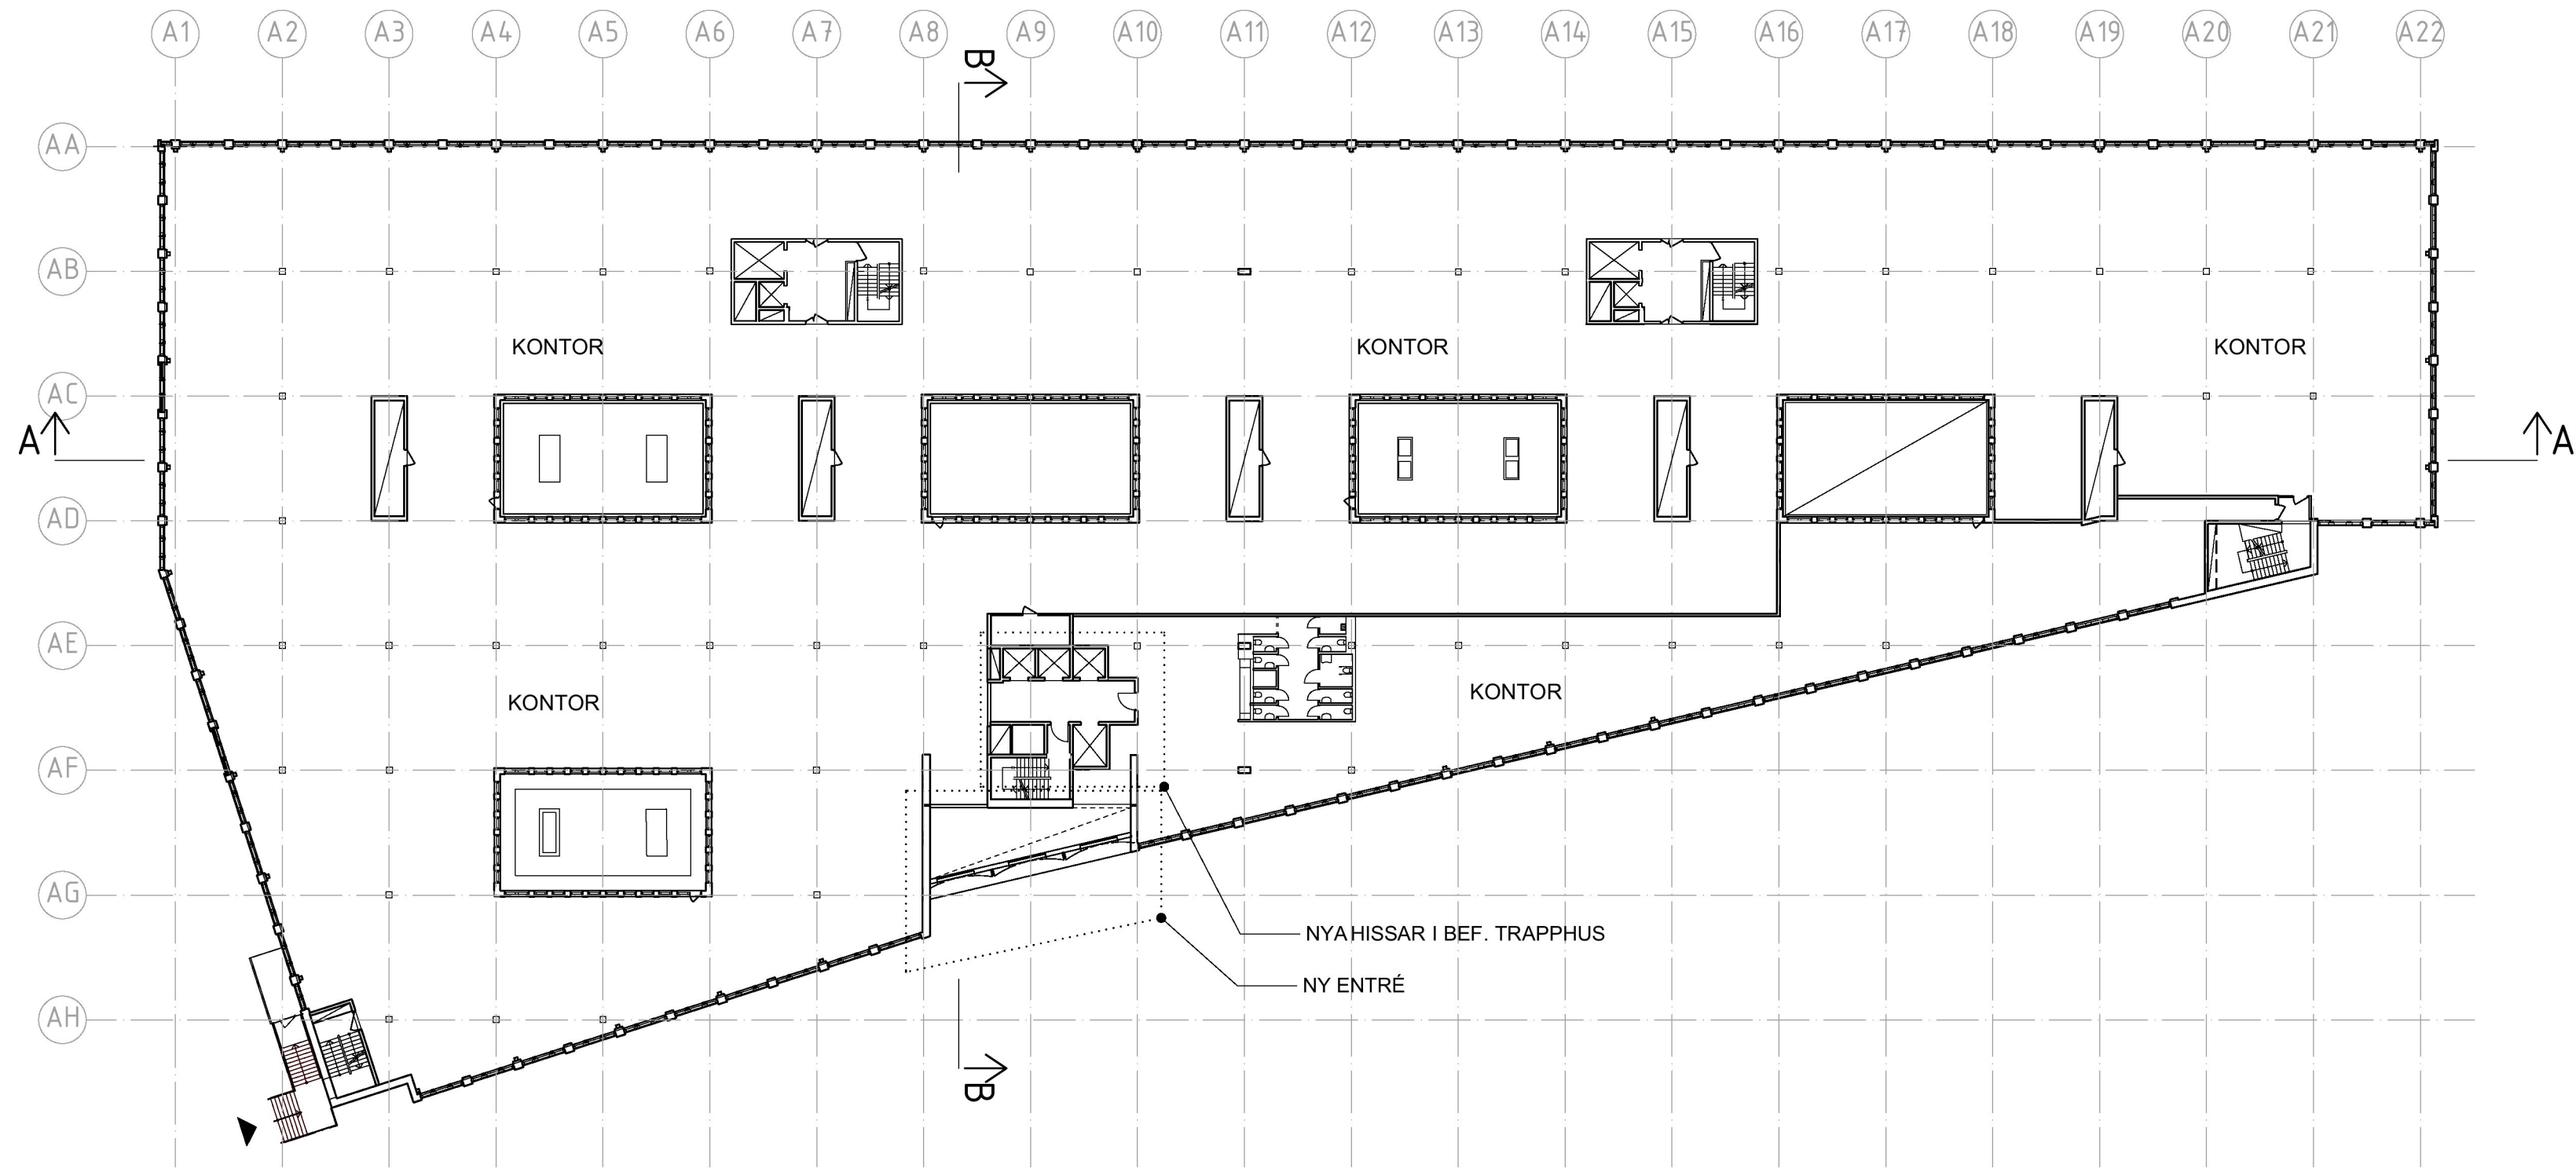 A1 A2 A3 A4 A5 A6 A7 A8 A9 A10 A11 A12 A13 A14 A15 A16 A17 A18 A19 A20 A21 A22
B
AA
AB
KONTOR KONTOR KONTOR
AC
A A
AD
AE
KONTOR KONTOR
AF
AG
NYA HISSAR I BEF. TRAPPHUS
NY ENTRÉ
AH
B